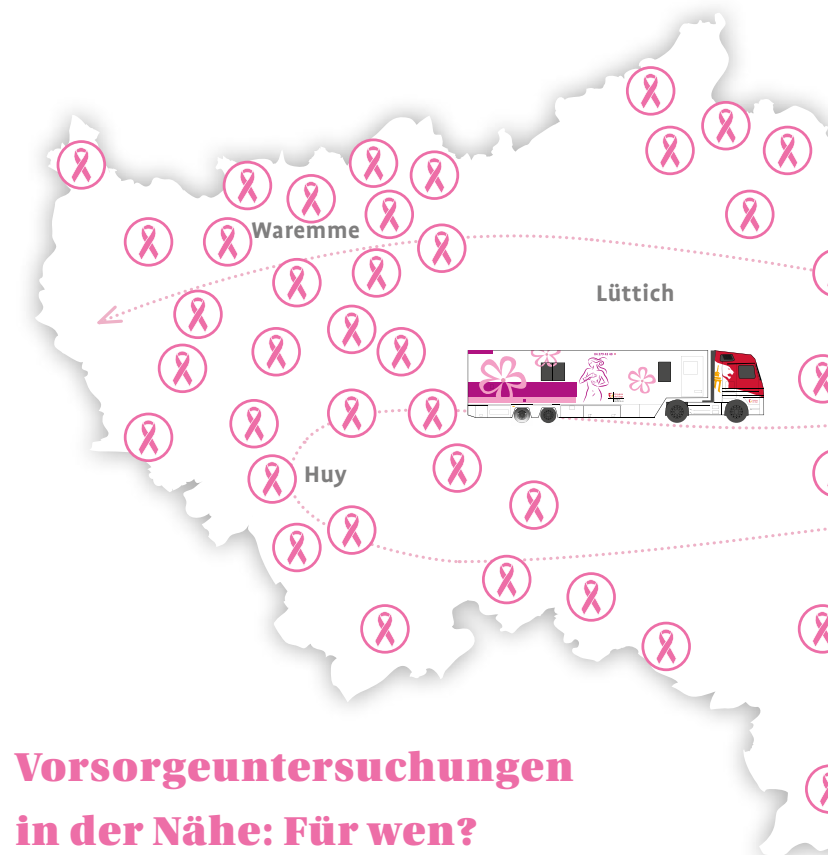 Waremme
Lüttich
Huy
Vorsorgeuntersuchungen
in der Nähe: Für wen?